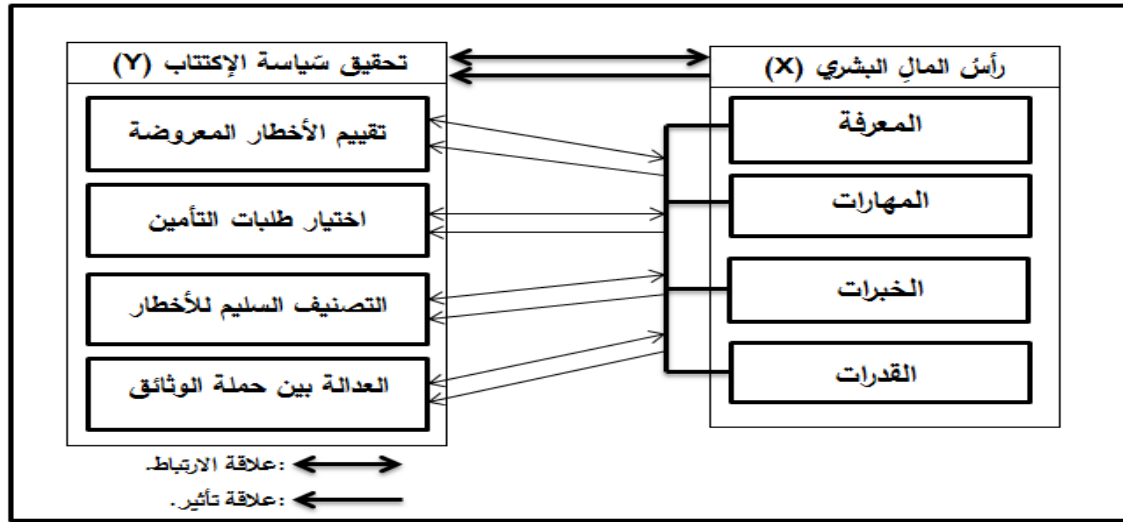 رأسُ المالِ البشري (X)
المعرفة
المهارات
الخبرات
القدرات
تحقيق سّياسة الإكتتاب (Y)
تقييم الأخطار المعروضة
اختيار طلبات التأمين
التصنيف السليم للأخطار
العدالة بين حملة الوثائق
:علاقة الارتباط.
:علاقة تأثير.